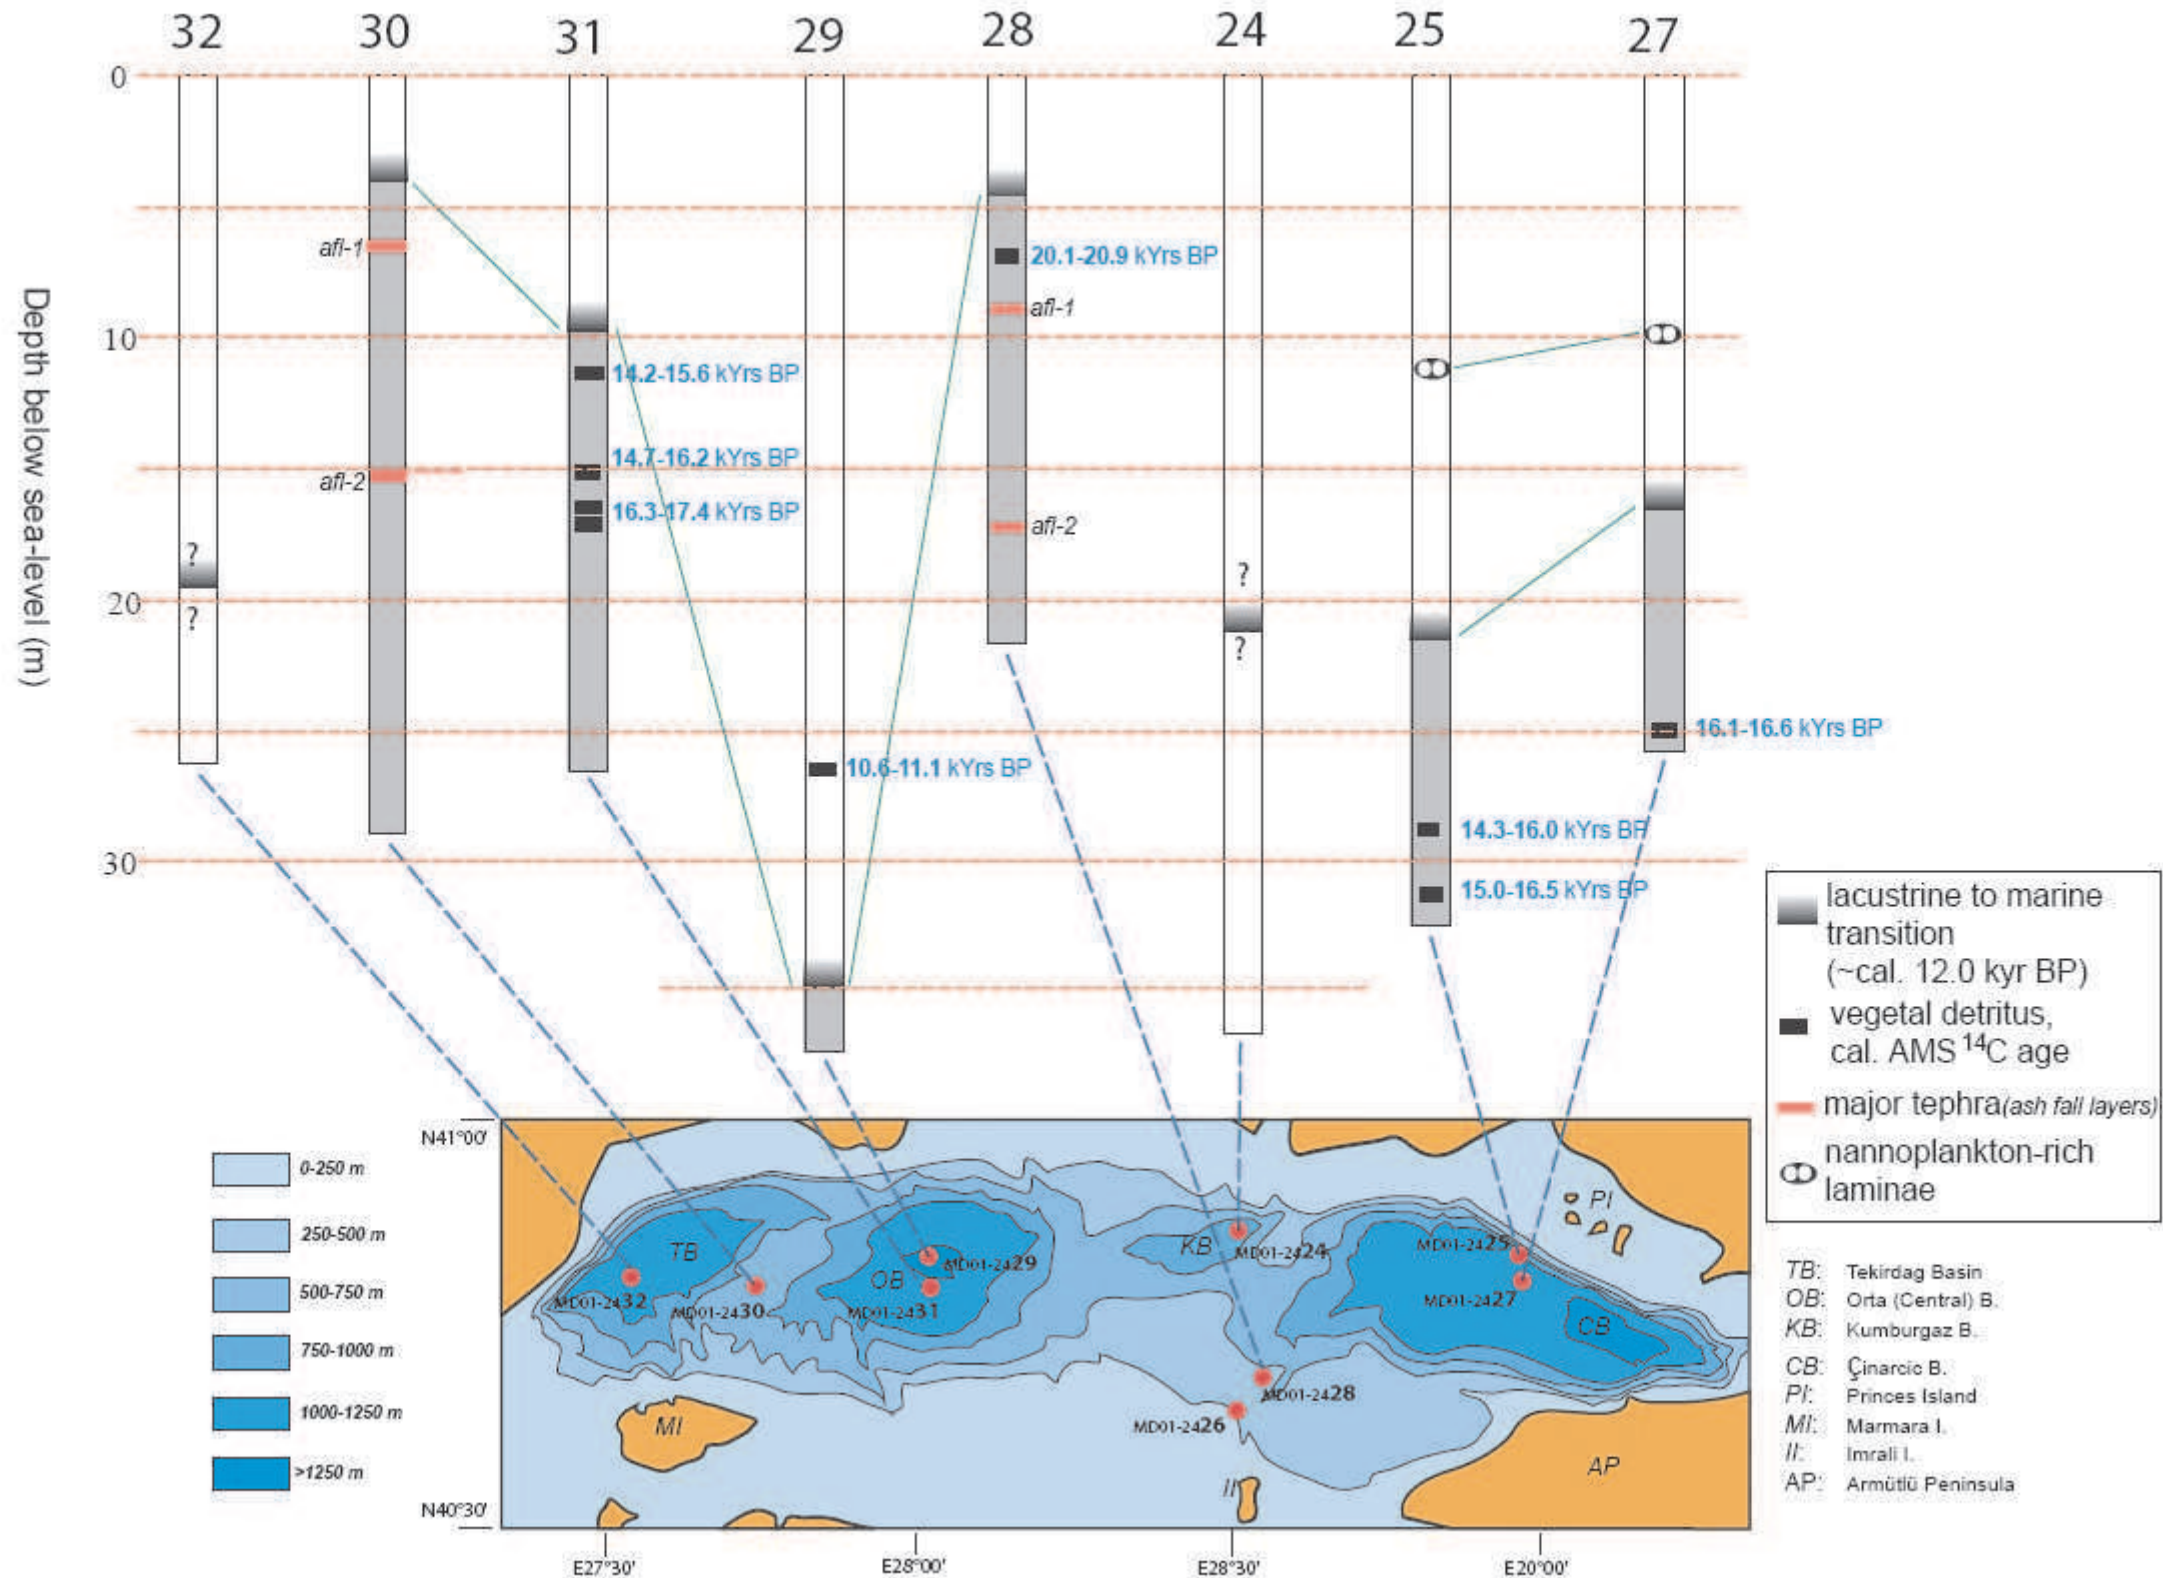 32 30 31 29 28 24 25 27
0
afl-1
20.1-20.9 kYrs BP
afl-1
10
14.2-15.6 kYrs BP
14.7-16.2 kYrs BP
afl-2
16.3-17.4 kYrs BP
afl-2
Depth below sea-level (m)
?
?
20
?
?
16.1-16.6 kYrs BP
10.6-11.1 kYrs BP
14.3-16.0 kYrs BP
30
15.0-16.5 kYrs BP
lacustrine to marine
transition
(~cal. 12.0 kyr BP)
vegetal detritus,
cal. AMS 14C age
major tephra(ash fall layers)
nannoplankton-rich
laminae
N41°00'
0-250 m
250-500 m
500-750 m
750-1000 m
1000-1250 m
>1250 m
PI
TB
KB
MD01-2424
MD01-2425
OB
MD01-2429
MD01-2432
MD01-2430
MD01-2431
MD01-2427
CB
MD01-2428
MD01-2426
MI
II
AP
N40°30'
E27°30'
E28°00'
E28°30'
E20°00'
TB: Tekirdag Basin
OB: Orta (Central) B.
KB: Kumburgaz B.
CB: Çinarcic B.
PI: Princes Island
MI: Marmara I.
II: Imrali I.
AP: Armütlü Peninsula